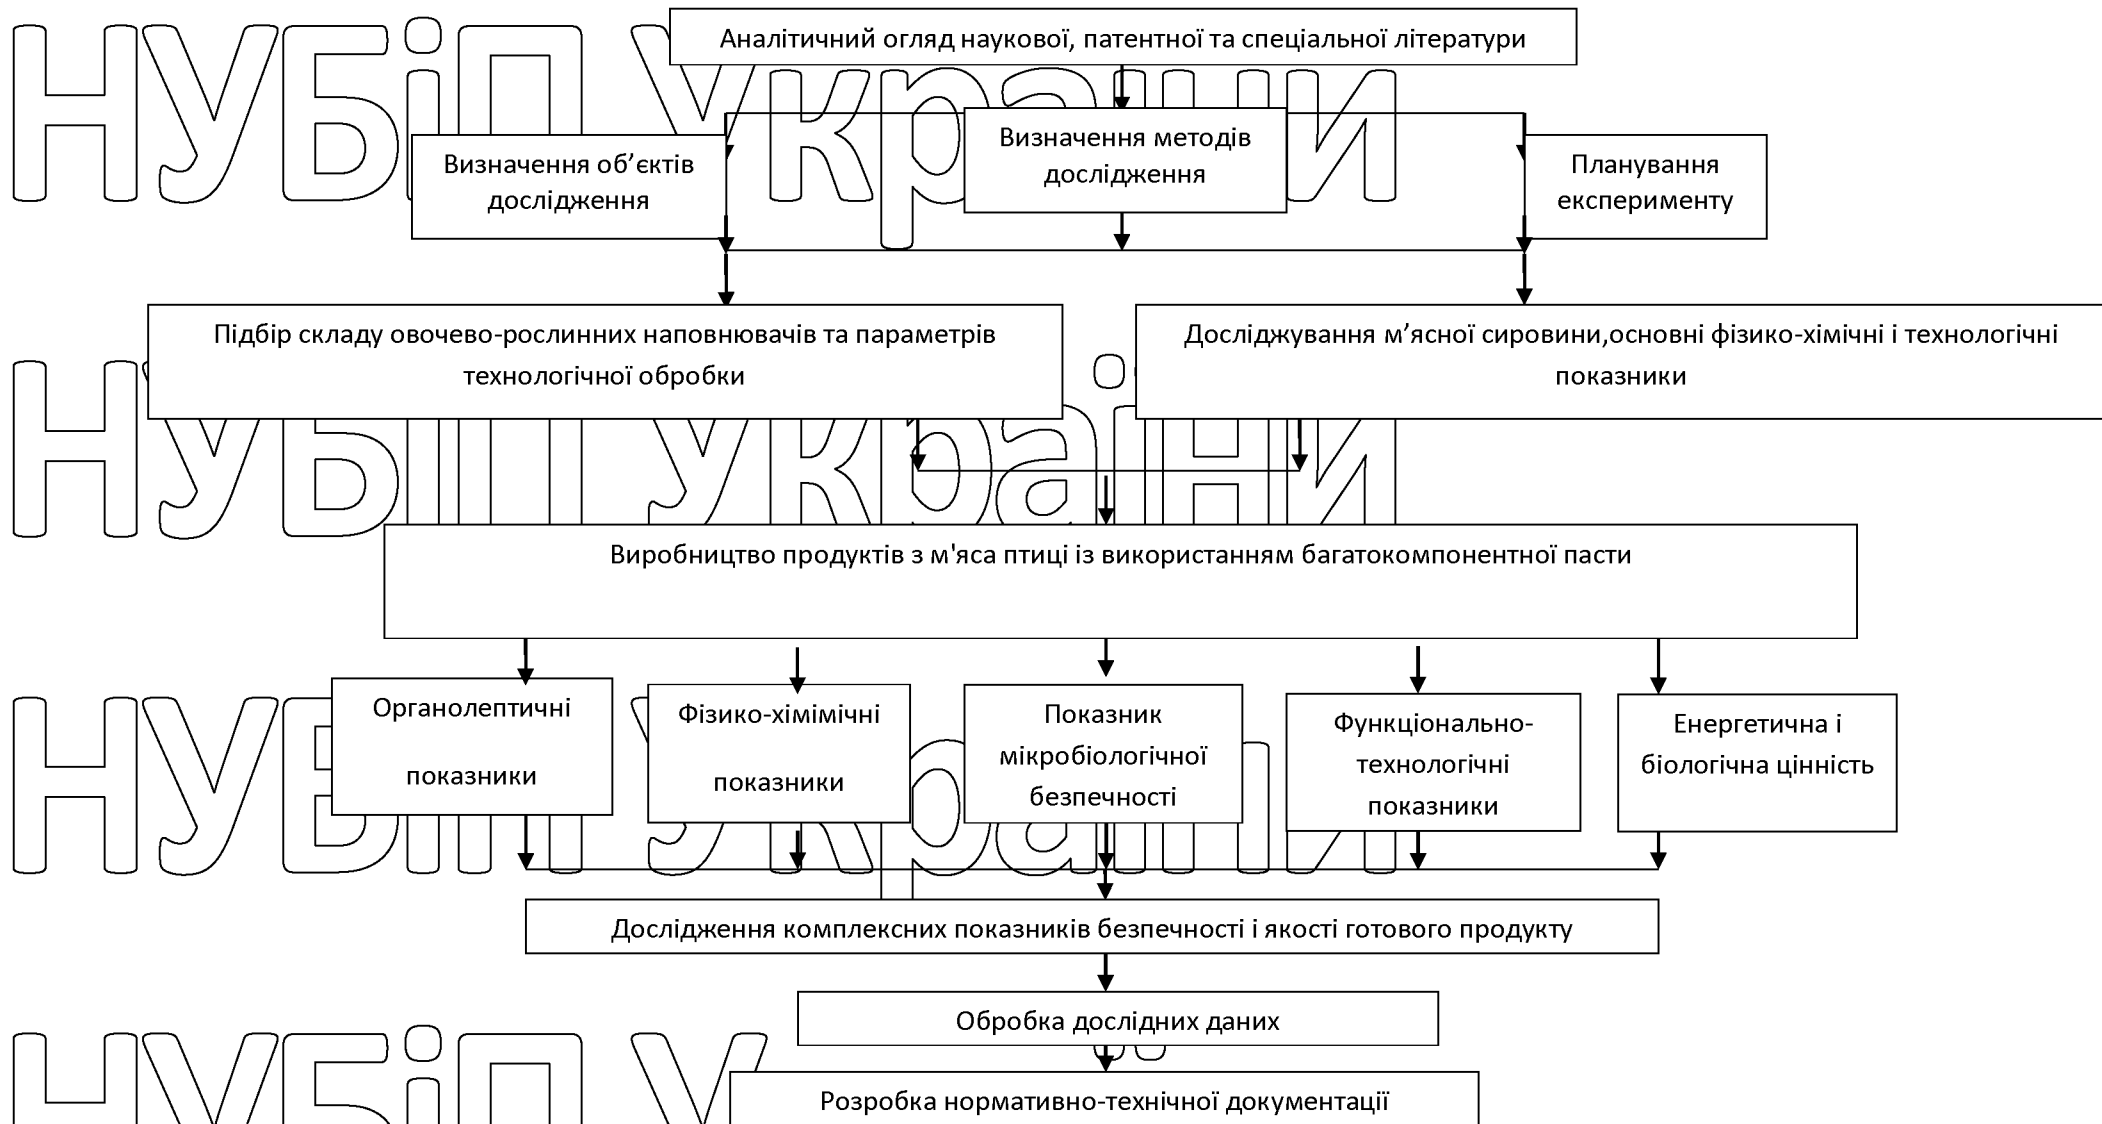 НУБіП України
Аналітичний огляд наукової, патентної та спеціальної літератури
Визначення об’єктів
дослідження
Визначення методів
дослідження
Планування
експерименту
Підбір складу овочево-рослинних наповнювачів та параметрів
технологічної обробки
Досліджування м’ясної сировини,основні фізико-хімічні і технологічні
показники
НУБіП України
Виробництво продуктів з м'яса птиці із використанням багатокомпонентної пасти
Органолептичні
показники
Фізико-хімімічні
показники
Показник
мікробіологічної
безпечності
Функціонально-
технологічні
показники
Енергетична і
біологічна цінність
НУБіП України
Дослідження комплексних показників безпечності і якості готового продукту
Обробка дослідних даних
Розробка нормативно-технічної документації
НУБіП У